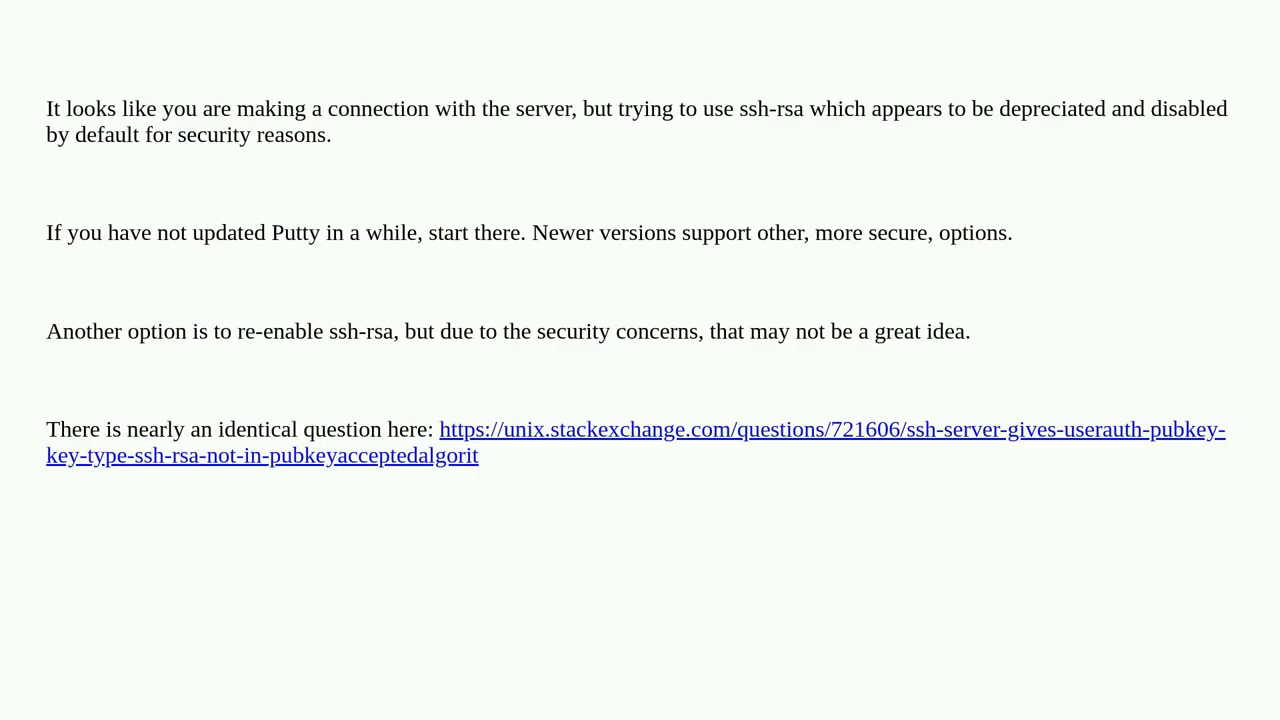 It looks like you are making a connection with the server, but trying to use ssh-rsa which appears to be depreciated and disabled
by default for security reasons.
If you have not updated Putty in a while, start there. Newer versions support other, more secure, options.
Another option is to re-enable ssh-rsa, but due to the security concerns, that may not be a great idea.
There is nearly an identical question here: https://unix.stackexchange.com/questions/721606/ssh-server-gives-userauth-pubkey-
key-type-ssh-rsa-not-in-pubkeyacceptedalgorit